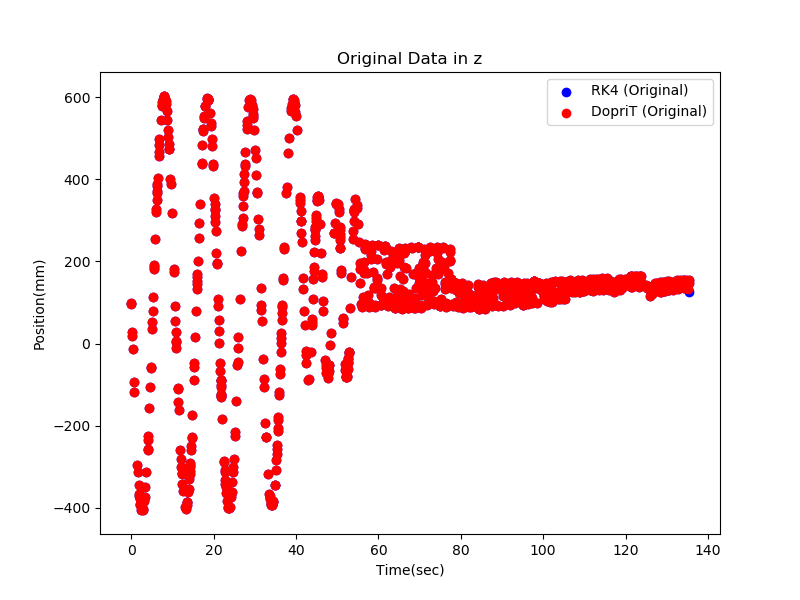 Original Data in z
RK4 (Original)
DopriT (Original)
600
400
200
0
−200
−400
Position(mm)
0 20 40 60 80 100 120 140
Time(sec)